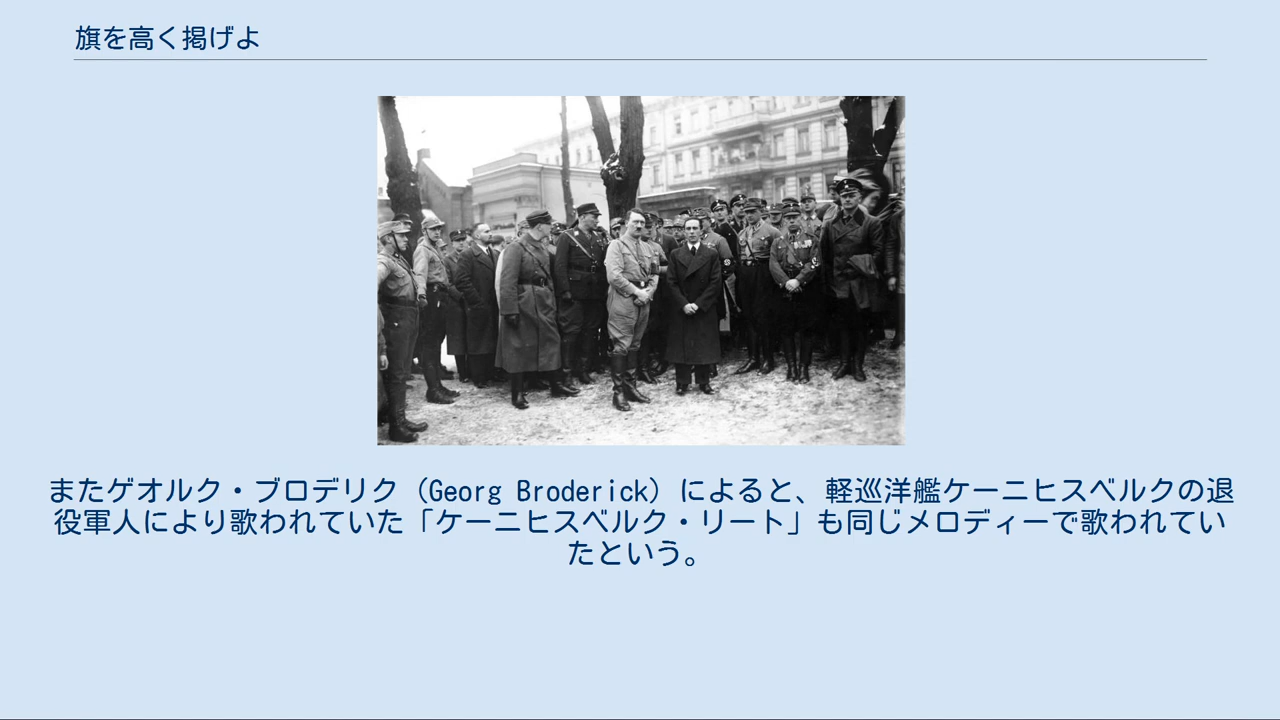 旗を高く掲げよ
またゲオルク・ブロデリク（Georg Broderick）によると、軽巡洋艦ケーニヒスベルクの退
役軍人により歌われていた「ケーニヒスベルク・リート」も同じメロディーで歌われてい
たという。